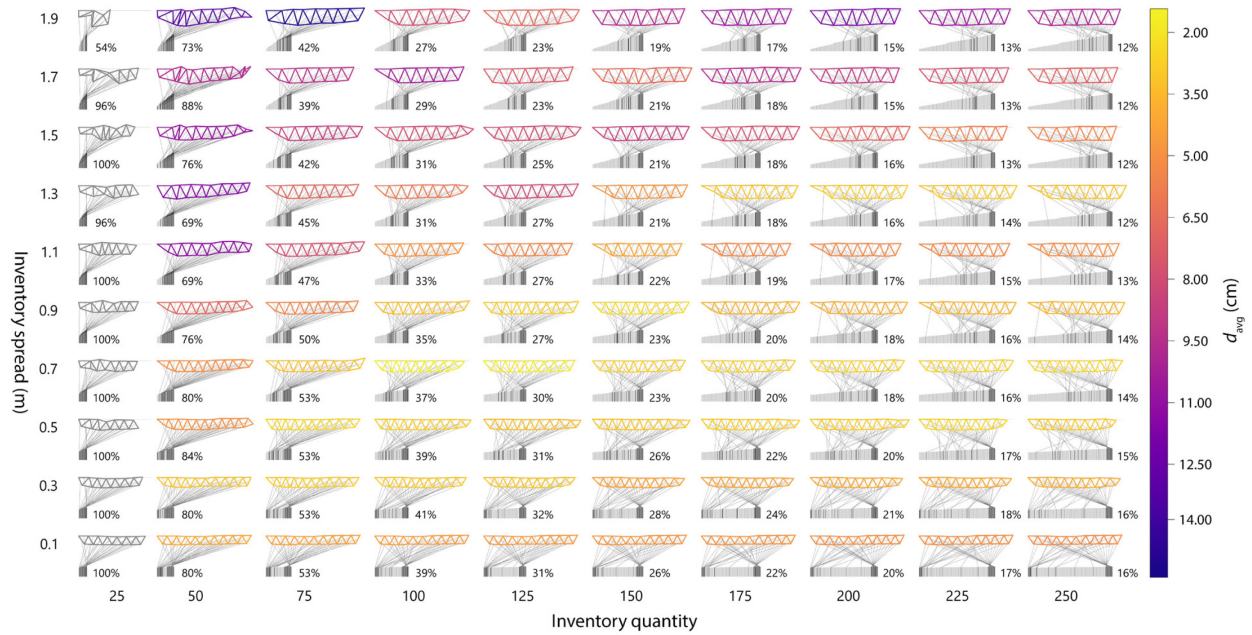 1.9 54% 73% 42% 27% 23% 19% 17% 15% 13% 12%
1.7 96% 88% 39% 29% 23% 21% 18% 15% 13% 12%
1.5 100% 76% 42% 31% 25% 21% 18% 16% 13% 12%
1.3 96% 69% 45% 31% 27% 21% 18% 16% 14% 12%
1.1 100% 69% 47% 33% 27% 22% 19% 17% 15% 13%
0.9 100% 76% 50% 35% 27% 23% 20% 18% 16% 14%
0.7 100% 80% 53% 37% 30% 23% 20% 18% 16% 14%
0.5 100% 84% 53% 39% 31% 26% 22% 20% 17% 15%
0.3 100% 80% 53% 41% 32% 28% 24% 21% 18% 16%
0.1 100% 80% 53% 39% 31% 26% 22% 20% 17% 16%
25 50 75 100 125 150 175 200 225 250
Inventory quantity
Inventory spread (m)
2.00
3.50
5.00
6.50
8.00
9.50
11.00
12.50
14.00
d avg (cm)